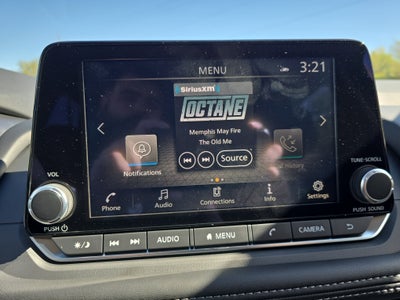 MENU
3:21
SiriusXM
OCTANE
Memphis May Fire
The Old Me
Source
Notifications
History
VOL
TUNE·SCROLL
Phone
Audio
Connections
Info
Settings
PUSH
PUSH SOUND
AUDIO
MENU
CAMERA